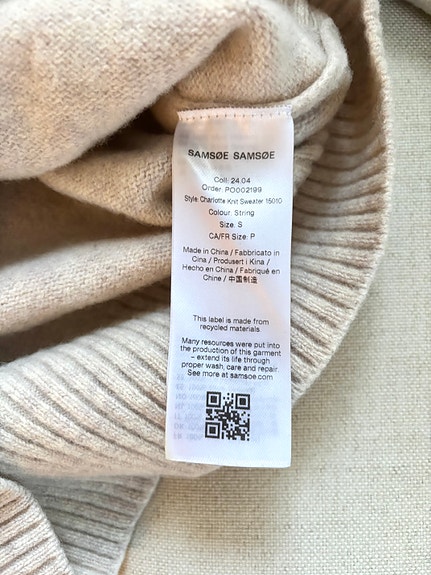 SAMSØE SAMSØE
Coll: 24.04
Order: PO002199
Style: Charlotte Knit Sweater 15010
Colour: String
Size: S
CA/FR Size: P
Made in China / Fabbricato in
Cina / Produsert i Kina /
Hecho en China / Fabriqué en
Chine / 中国制造
This label is made from
recycled materials
Many resources were put into
the production of this garment
– extend its life through
proper wash, care and repair.
See more at samsoe.com